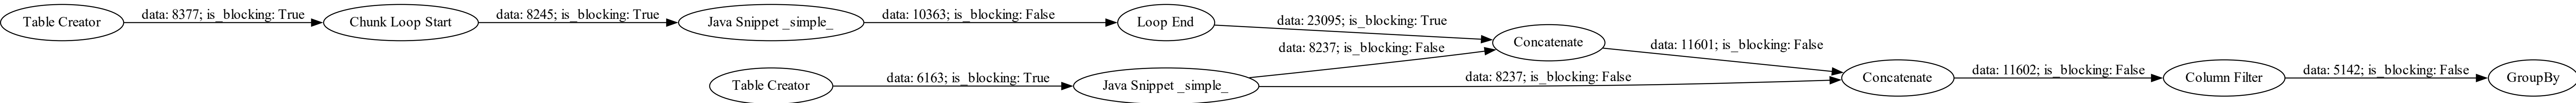 Table Creator
data: 8377; is_blocking: True
Chunk Loop Start
data: 8245; is_blocking: True
Java Snippet _simple_
data: 10363; is_blocking: False
Loop End
data: 23095; is_blocking: True
Concatenate
data: 11601; is_blocking: False
Table Creator
data: 6163; is_blocking: True
Java Snippet _simple_
data: 8237; is_blocking: False
data: 8237; is_blocking: False
Concatenate
data: 11602; is_blocking: False
Column Filter
data: 5142; is_blocking: False
GroupBy